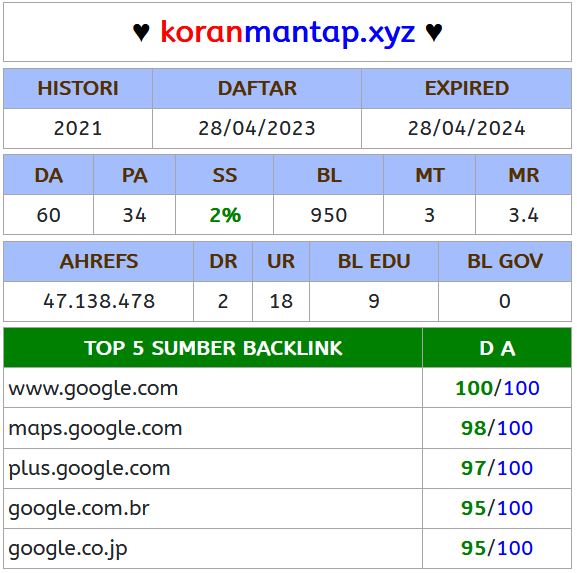 ♥ koranmantap.xyz ♥
HISTORI DAFTAR EXPIRED
2021 28/04/2023 28/04/2024
DA PA SS BL MT MR
60 34 2% 950 3 3.4
AHREFS DR UR BL EDU BL GOV
47.138.478 2 18 9 0
TOP 5 SUMBER BACKLINK D A
www.google.com 100/100
maps.google.com 98/100
plus.google.com 97/100
google.com.br 95/100
google.co.jp 95/100